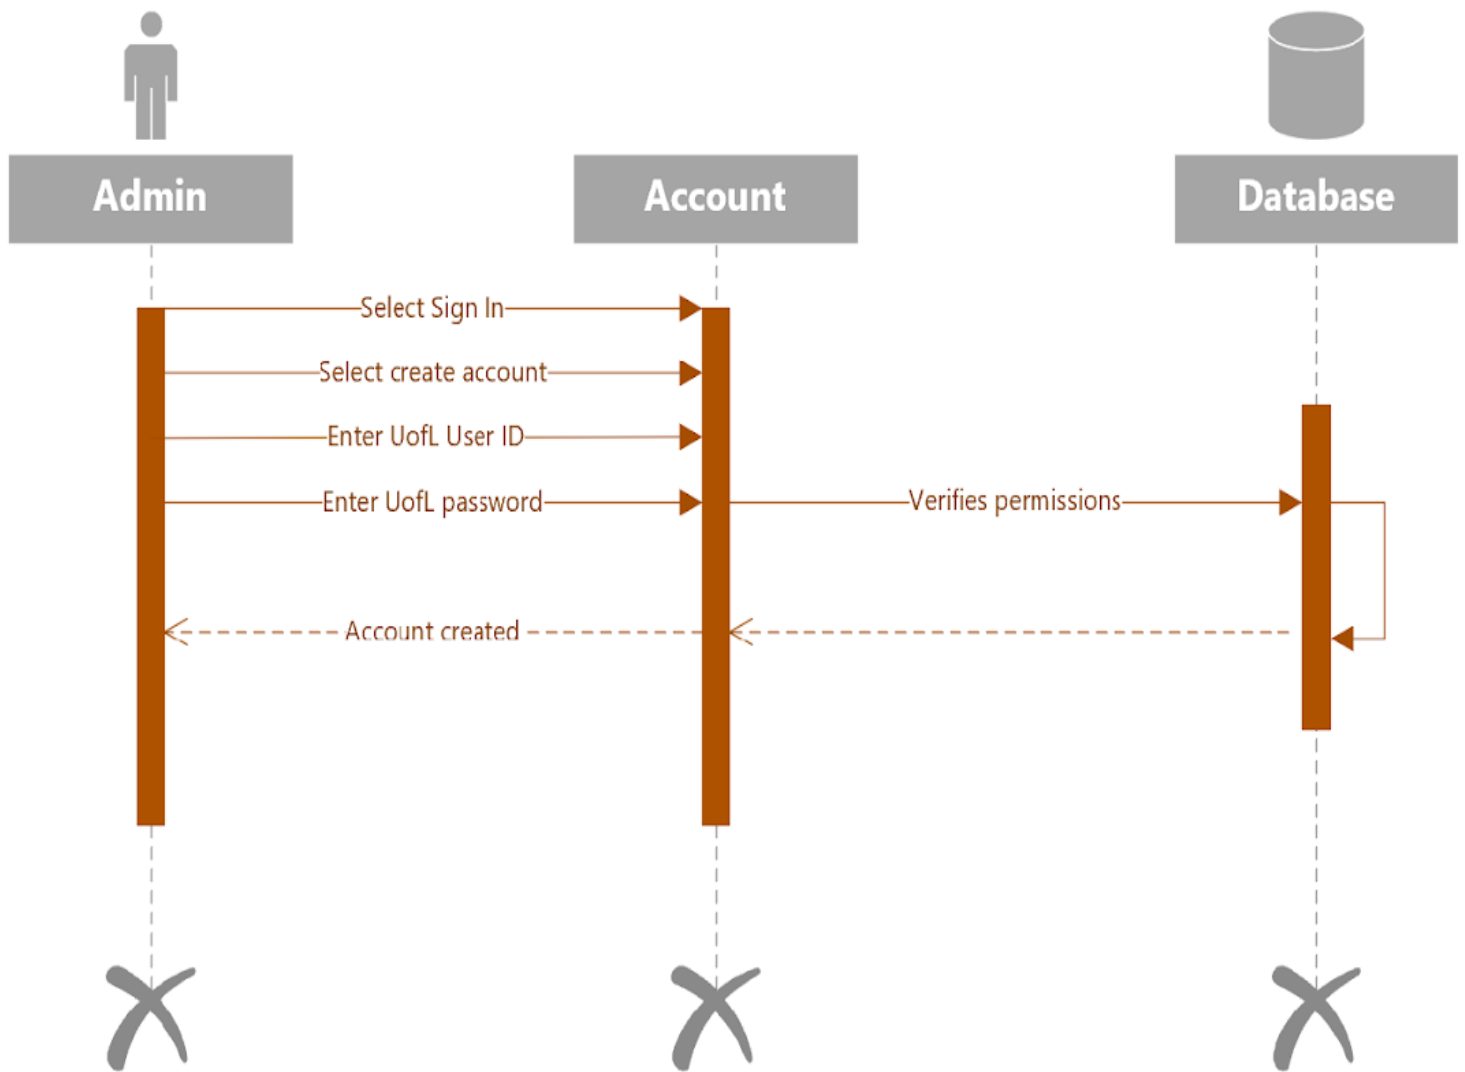 Admin
Account
Database
Select Sign In
Select create account
Enter UofL User ID
Enter UofL password
Verifies permissions
Account created